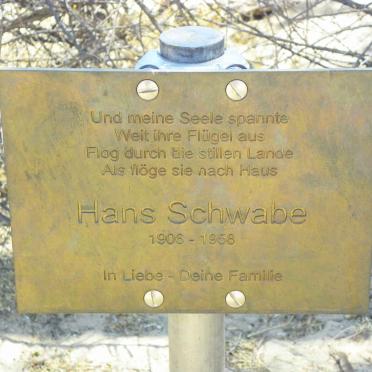 Und meine Seele spannte
Weit ihre Flügel aus
Flog durch die stillen Lande
Als flöge sie nach Haus
Hans Schwabe
1906 - 1958
In Liebe - Deine Familie